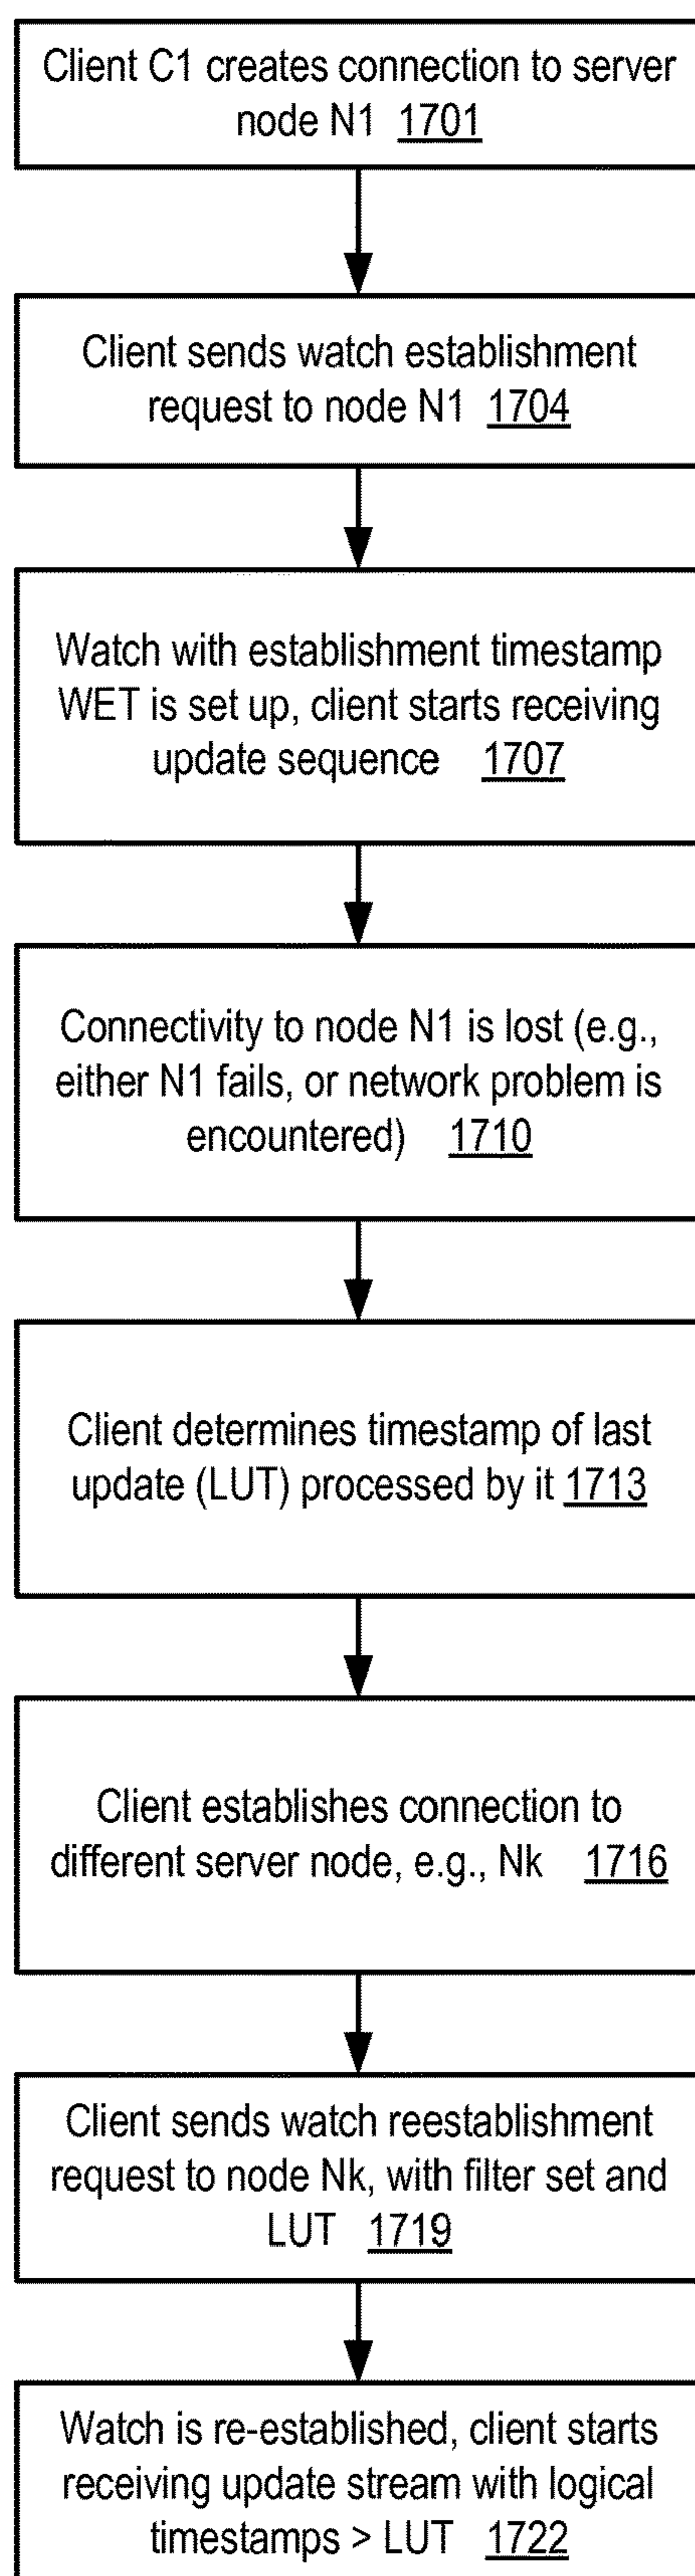 Client C1 creates connection to server
node N1 1701
Client sends watch establishment
request to node N1 1704
Watch with establishment timestamp
WET is set up, client starts receiving
update sequence 1707
Connectivity to node N1 is lost (e.g.,
either N1 fails, or network problem is
encountered) 1710
Client determines timestamp of last
update (LUT) processed by it 1713
Client establishes connection to
different server node, e.g., Nk 1716
Client sends watch reestablishment
request to node Nk, with filter set and
LUT 1719
Watch is re-established, client starts
receiving update stream with logical
timestamps > LUT 1722